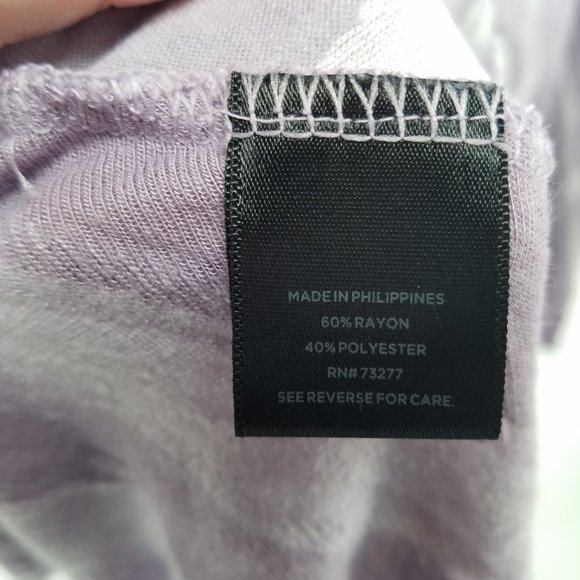 MADE IN PHILIPPINES
60% RAYON
40% POLYESTER
RN# 73277
SEE REVERSE FOR CARE.